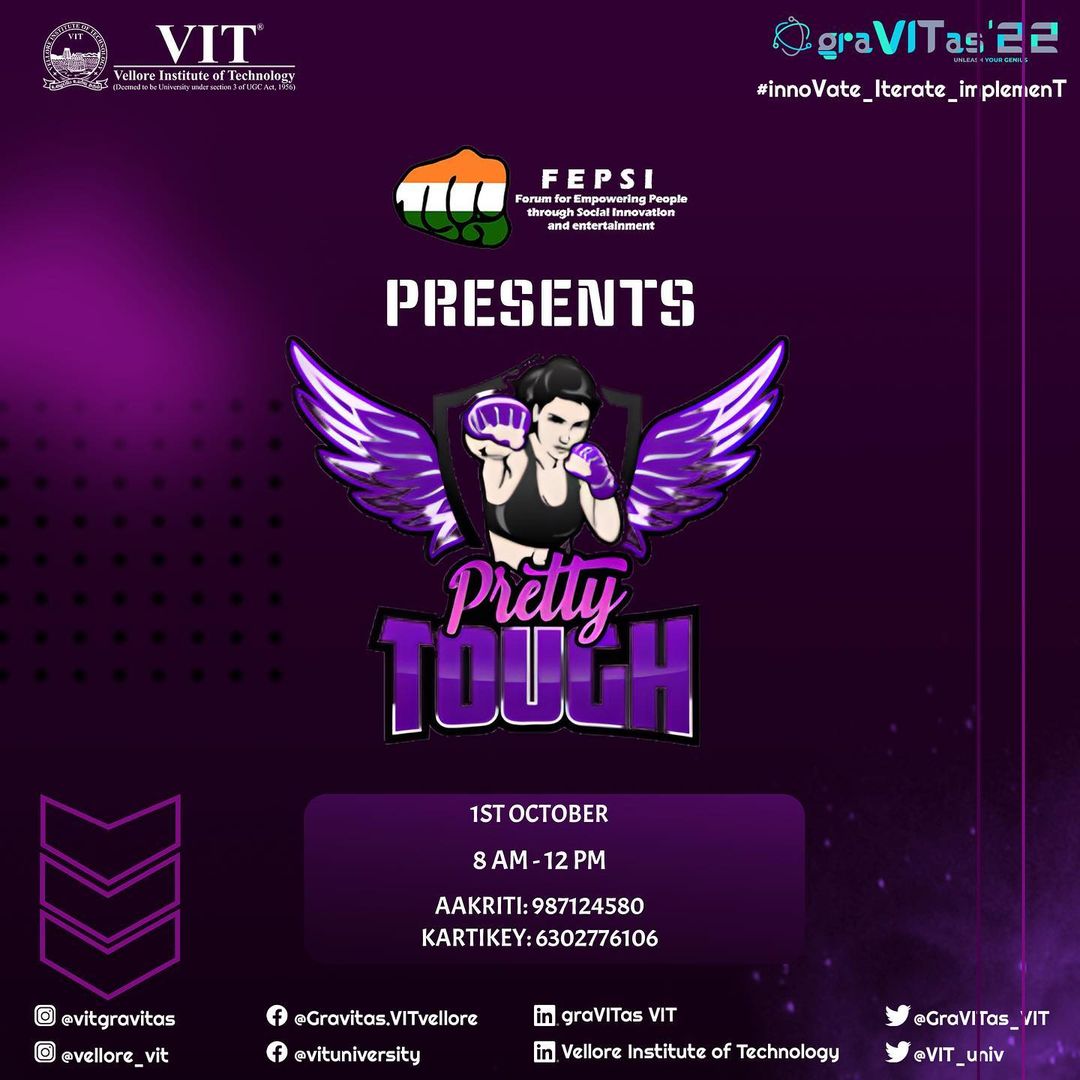 VIT®
Vellore Institute of Technology
(Deemed to be University under section 3 of UGC Act, 1956)
graVITas'22
UNLEASH YOUR GENIUS
#innoVate_Iterate_implemenT
FEPSI
Forum for Empowering People
through Social Innovation
and entertainment
PRESENTS
Pretty
TOUGH
1ST OCTOBER
8 AM - 12 PM
AAKRITI: 987124580
KARTIKEY: 6302776106
@vitgravitas
@Gravitas.VITvellore
graVITas VIT
@GraVITas_VIT
@vellore_vit
@vituniversity
Vellore Institute of Technology
@VIT_univ